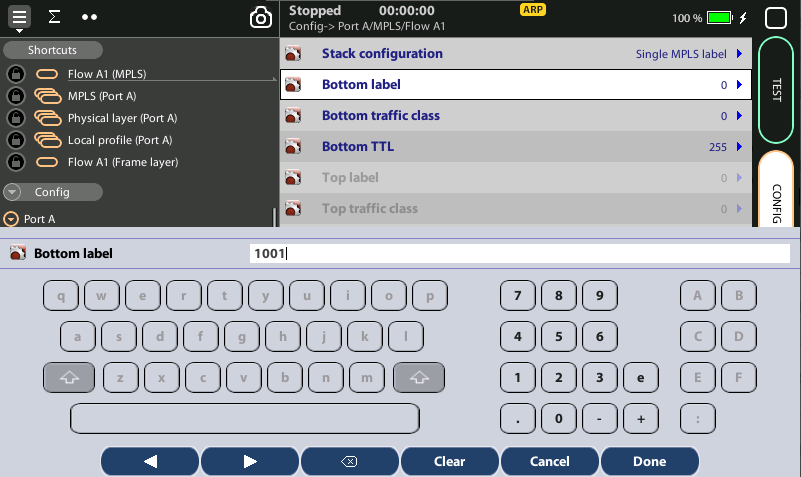 Stopped 00:00:00 ARP
Config-> Port A/MPLS/Flow A1
100 %
Shortcuts
Flow A1 (MPLS)
MPLS (Port A)
Physical layer (Port A)
Local profile (Port A)
Flow A1 (Frame layer)
Config
Port A
Stack configuration Single MPLS label
Bottom label 0
Bottom traffic class 0
Bottom TTL 255
Top label 0
Top traffic class 0
TEST
CONFIG
Bottom label 1001
q w e r t y u i o p 7 8 9 A B
a s d f g h j k l 4 5 6 C D
z x c v b n m 1 2 3 e E F
. 0 - + :
Clear Cancel Done